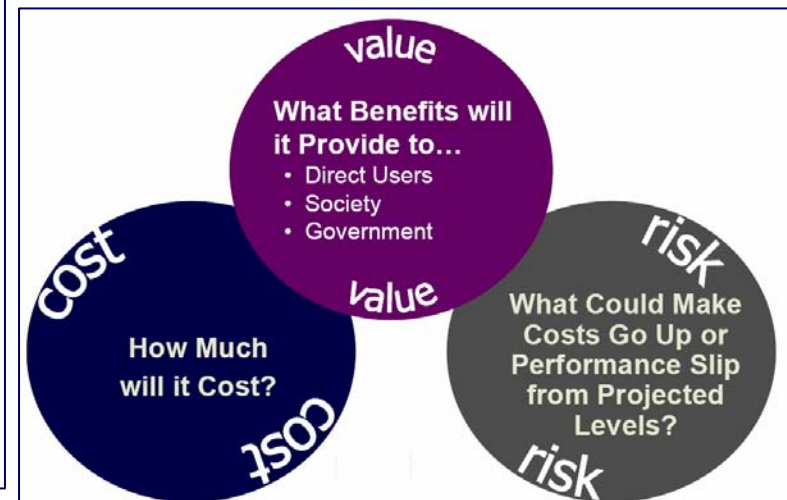 value
What Benefits will
it Provide to…
• Direct Users
• Society
• Government
value
cost
How Much
will it Cost?
cost
risk
What Could Make
Costs Go Up or
Performance Slip
from Projected
Levels?
risk